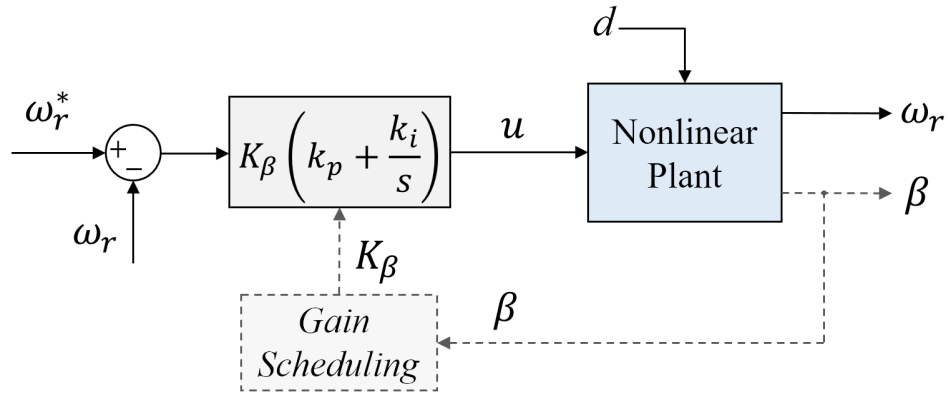 d
ω_r^*
+
−
K_β ( k_p + k_i / s )
u
Nonlinear
Plant
ω_r
β
ω_r
K_β
Gain
Scheduling
β